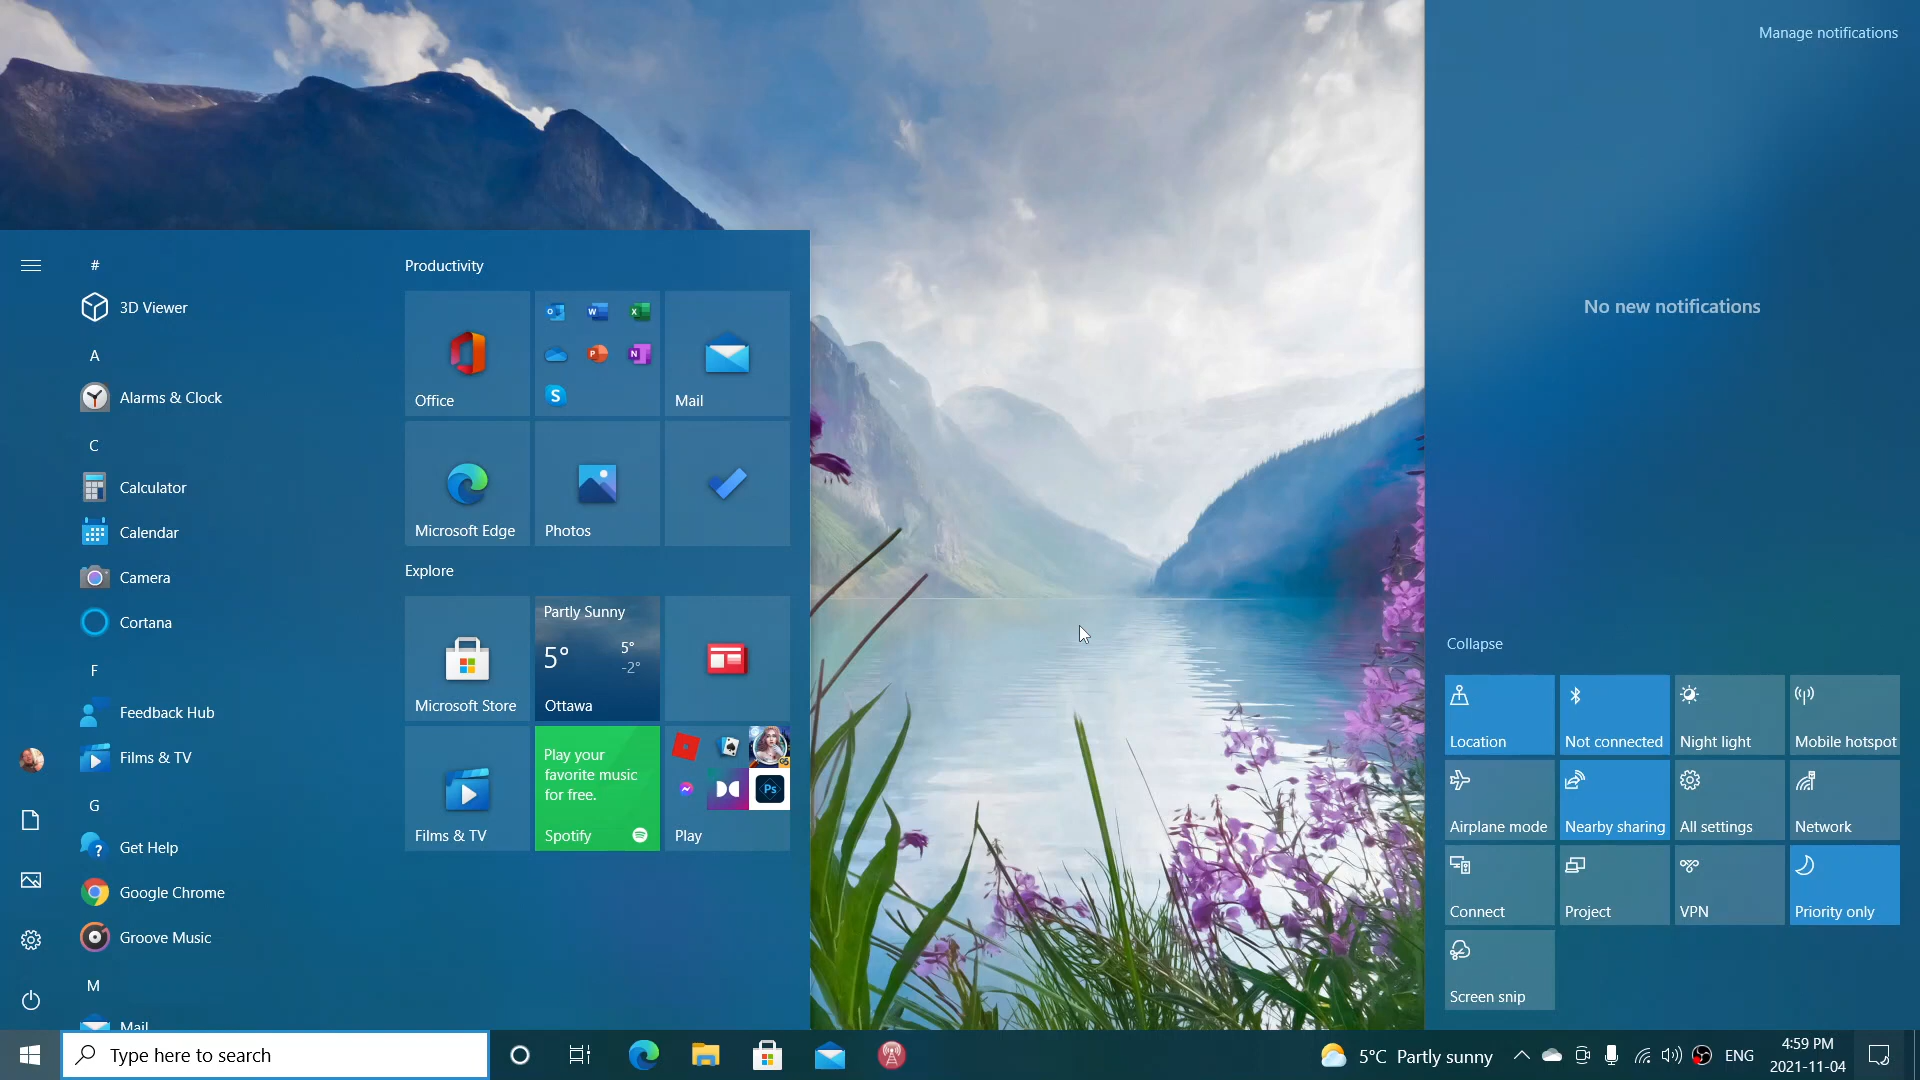 Manage notifications
No new notifications
#
3D Viewer
A
Alarms & Clock
C
Calculator
Calendar
Camera
Cortana
F
Feedback Hub
Films & TV
G
Get Help
Google Chrome
Groove Music
M
Mail
Productivity
Office
Mail
Microsoft Edge
Photos
Explore
Microsoft Store
Partly Sunny
5°
5°
-2°
Ottawa
Films & TV
Play your
favorite music
for free.
Spotify
Ps
Play
Collapse
Location
Not connected
Night light
Mobile hotspot
Airplane mode
Nearby sharing
All settings
Network
Connect
Project
VPN
Priority only
Screen snip
Type here to search
5°C Partly sunny
ENG
4:59 PM
2021-11-04